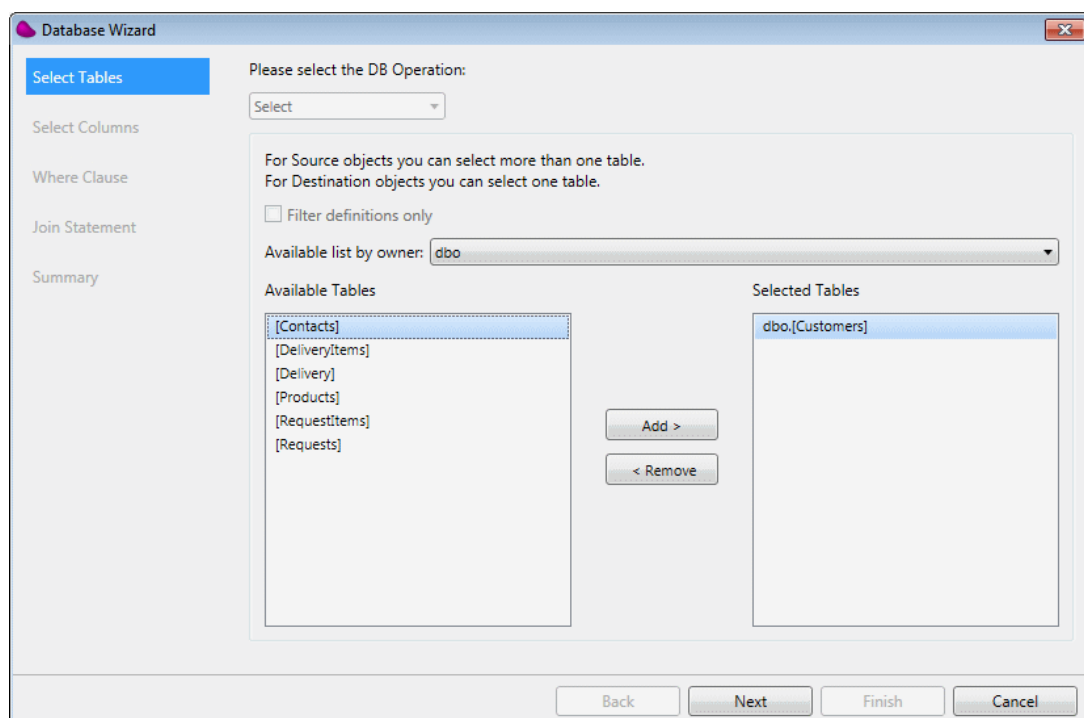 Database Wizard
Select Tables
Select Columns
Where Clause
Join Statement
Summary
Please select the DB Operation:
Select
For Source objects you can select more than one table.
For Destination objects you can select one table.
Filter definitions only
Available list by owner: dbo
Available Tables
[Contacts]
[DeliveryItems]
[Delivery]
[Products]
[RequestItems]
[Requests]
Add >
< Remove
Selected Tables
dbo.[Customers]
Back
Next
Finish
Cancel